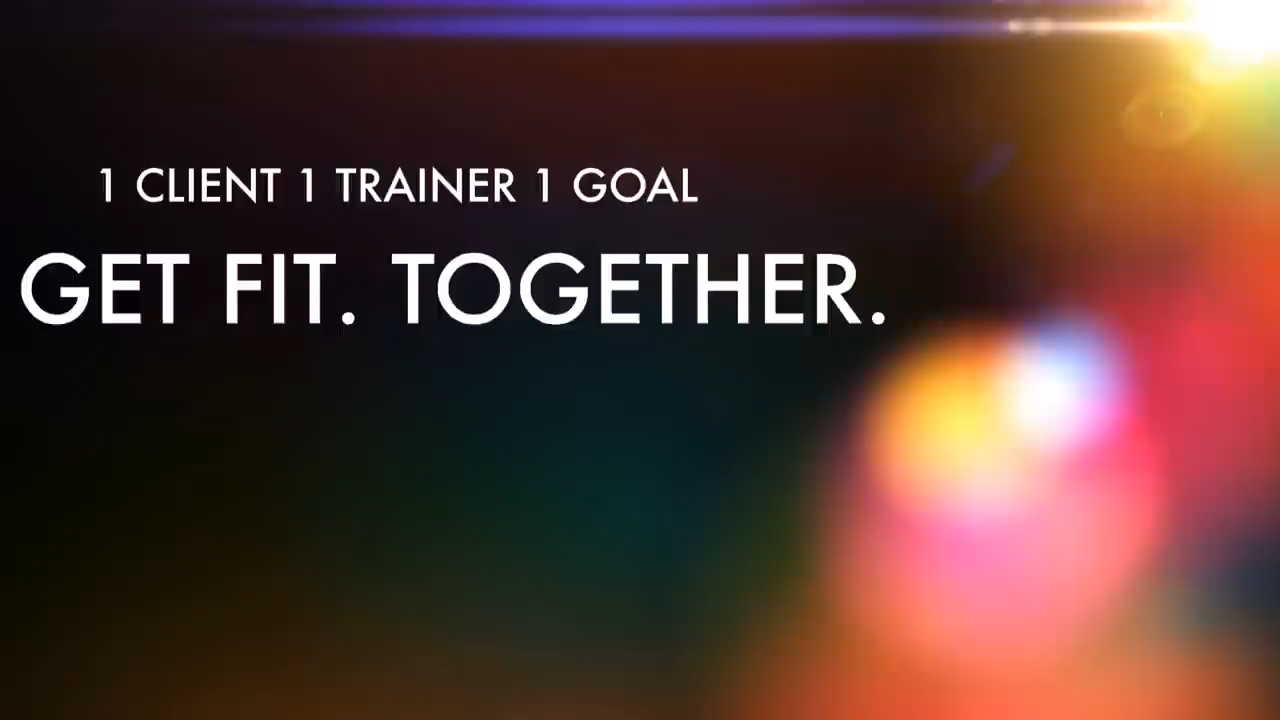 1 CLIENT 1 TRAINER 1 GOAL
GET FIT. TOGETHER.